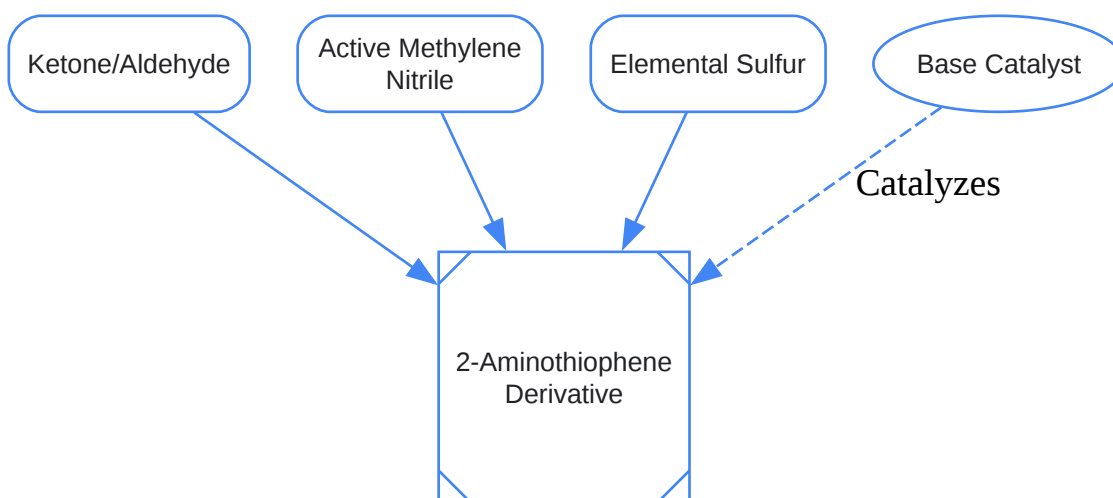 Ketone/Aldehyde
Active Methylene
Nitrile
Elemental Sulfur
Base Catalyst
Catalyzes
2-Aminothiophene
Derivative